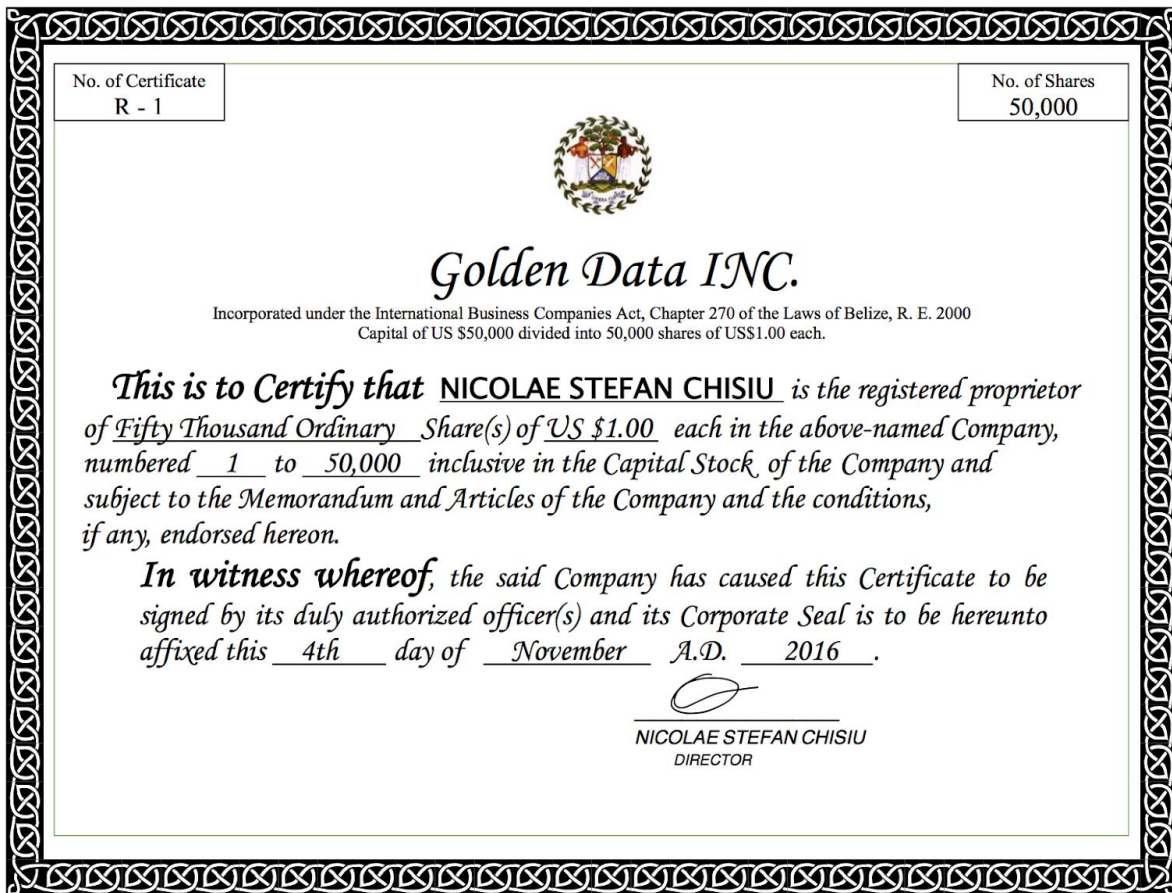 No. of Certificate
R - 1
No. of Shares
50,000
Golden Data INC.
Incorporated under the International Business Companies Act, Chapter 270 of the Laws of Belize, R. E. 2000
Capital of US $50,000 divided into 50,000 shares of US$1.00 each.
This is to Certify that NICOLAE STEFAN CHISIU is the registered proprietor
of Fifty Thousand Ordinary Share(s) of US $1.00 each in the above-named Company,
numbered 1 to 50,000 inclusive in the Capital Stock of the Company and
subject to the Memorandum and Articles of the Company and the conditions,
if any, endorsed hereon.
In witness whereof, the said Company has caused this Certificate to be
signed by its duly authorized officer(s) and its Corporate Seal is to be hereunto
affixed this 4th day of November A.D. 2016.
NICOLAE STEFAN CHISIU
DIRECTOR